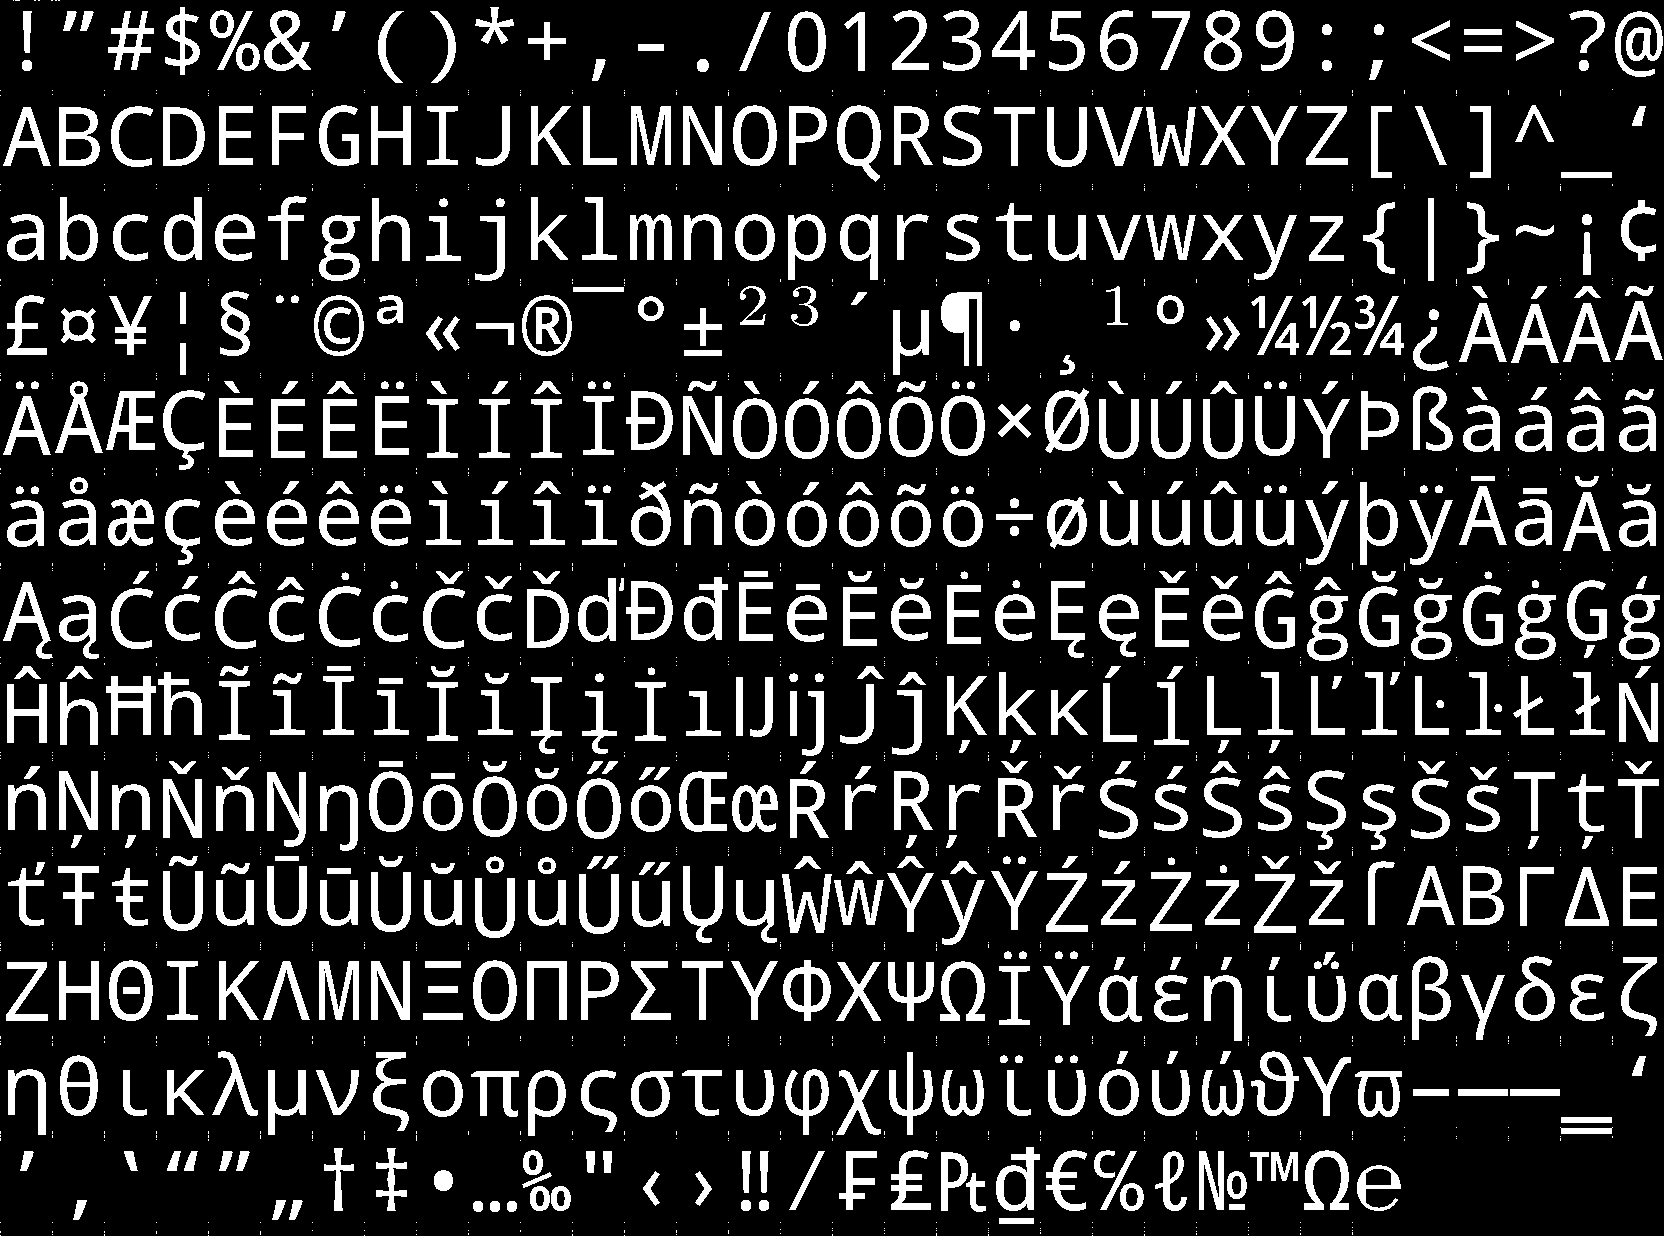 !”#$%&’()*+,-./0123456789:;<=>?@
ABCDEFGHIJKLMNOPQRSTUVWXYZ[\]^_‘
abcdefghijklmnopqrstuvwxyz{|}~¡¢
£¤¥¦§¨©ª«¬®¯°±²³´µ¶·¸¹º»¼½¾¿ÀÁÂÃ
ÄÅÆÇÈÉÊËÌÍÎÏÐÑÒÓÔÕÖ×ØÙÚÛÜÝÞßàáâã
äåæçèéêëìíîïðñòóôõö÷øùúûüýþÿĀāĂă
ĄąĆćĈĉĊċČčĎďĐđĒēĔĕĖėĘęĚěĜĝĞğĠġĢģ
ĤĥĦħĨĩĪīĬĭĮįİıĲĳĴĵĶķĸĹĺĻļĽľĿŀŁłŃ
ńŅņŇňŊŋŌōŎŏŐőŒœŔŕŖŗŘřŚśŜŝŞşŠšŢţŤ
ťŦŧŨũŪūŬŭŮůŰűŲųŴŵŶŷŸŹźŻżŽžſΑΒΓΔΕ
ΖΗΘΙΚΛΜΝΞΟΠΡΣΤΥΦΧΨΩΪΫάέήίΰαβγδεζ
ηθικλμνξοπρςστυφχψωϊϋόύώϑϒϖ–—―‗‘
’‚‛“”„†‡•…‰"‹›‼⁄₣₤₧₫€℅ℓ№™Ω℮